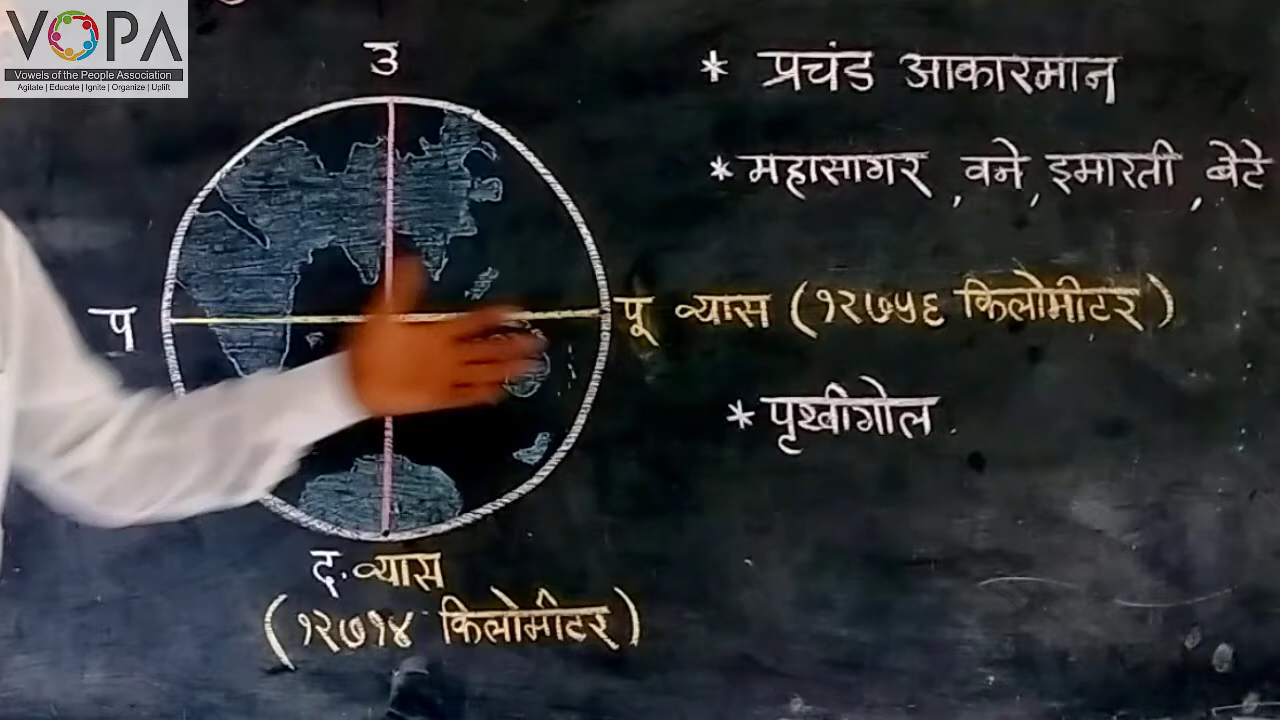 VOPA
Vowels of the People Association
Agitate | Educate | Ignite | Organize | Uplift
उ
* प्रचंड आकारमान
* महासागर, वने, इमारती, बेटे
प
पू व्यास (१२७५६ किलोमीटर)
* पृथ्वीगोल
द. व्यास
(१२७१४ किलोमीटर)